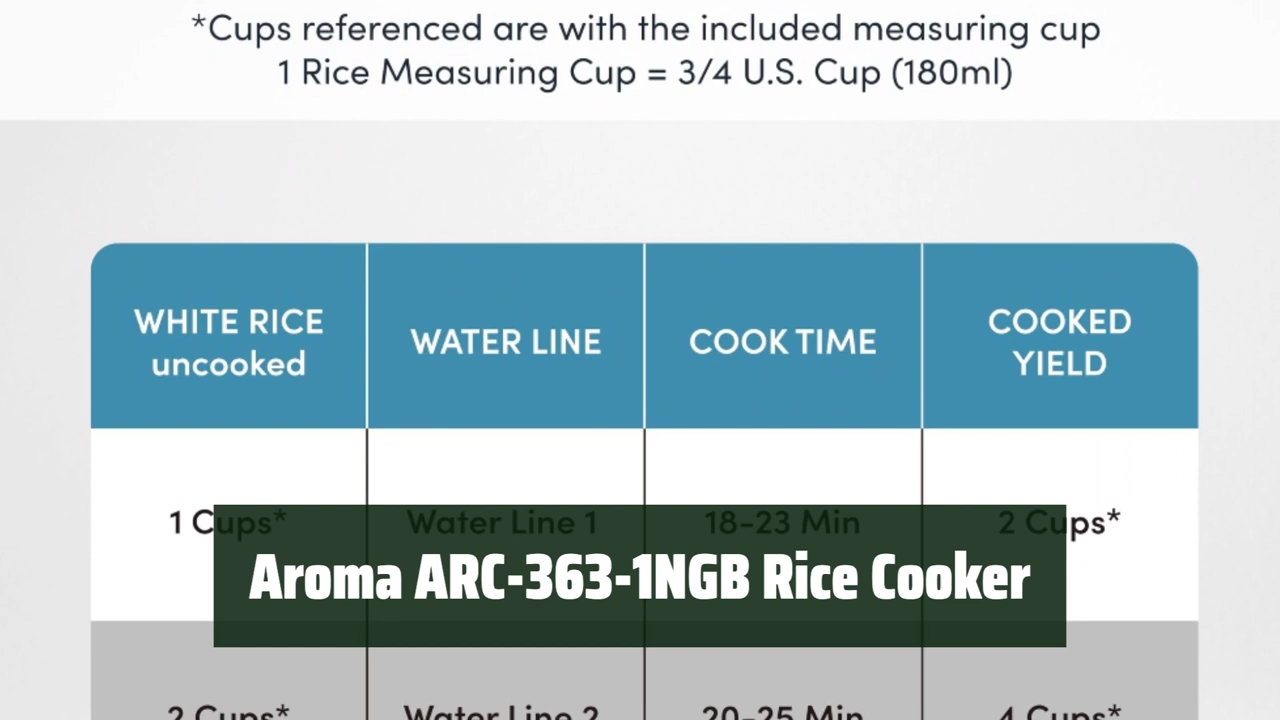 *Cups referenced are with the included measuring cup
1 Rice Measuring Cup = 3/4 U.S. Cup (180ml)
WHITE RICE
uncooked
WATER LINE
COOK TIME
COOKED
YIELD
1 Cups*
Water Line 1
18-23 Min
2 Cups*
Aroma ARC-363-1NGB Rice Cooker
2 Cups*
Water Line 2
20-25 Min
4 Cups*